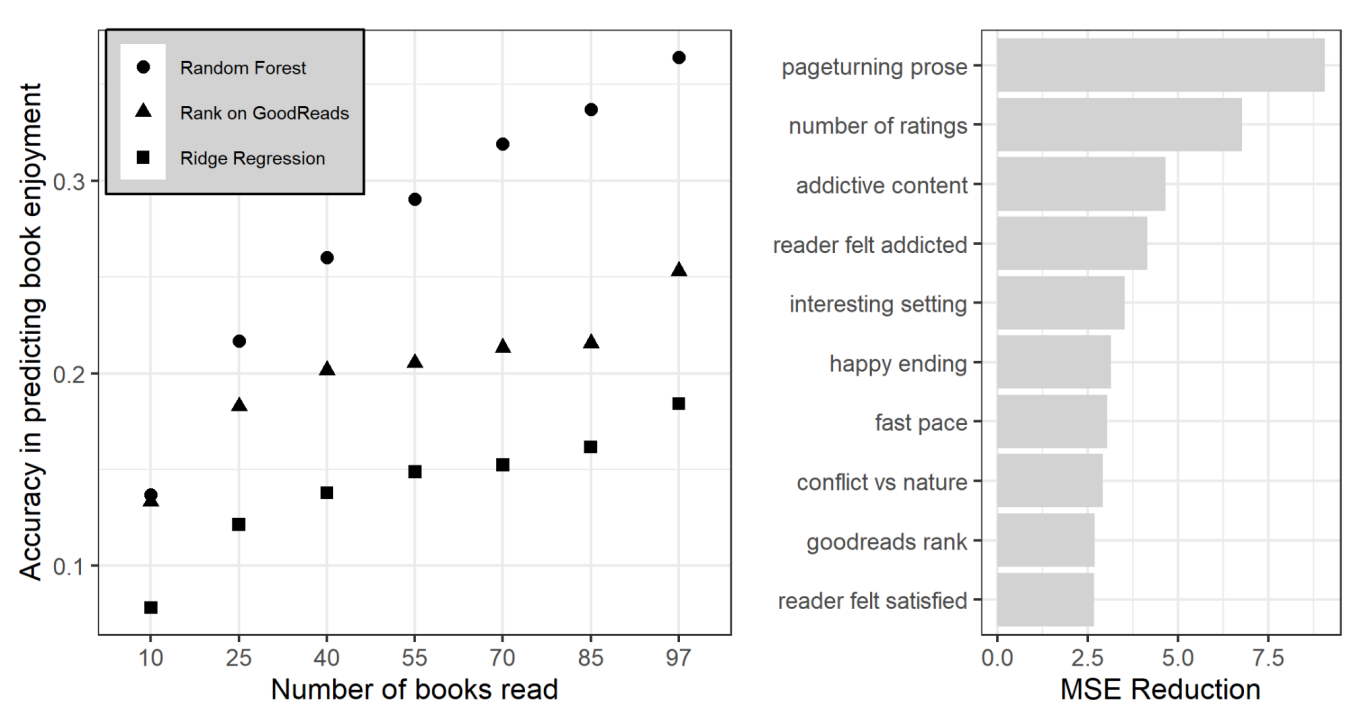 Random Forest
Rank on GoodReads
Ridge Regression
Accuracy in predicting book enjoyment
0.3
0.2
0.1
10 25 40 55 70 85 97
Number of books read
pageturning prose
number of ratings
addictive content
reader felt addicted
interesting setting
happy ending
fast pace
conflict vs nature
goodreads rank
reader felt satisfied
0.0 2.5 5.0 7.5
MSE Reduction